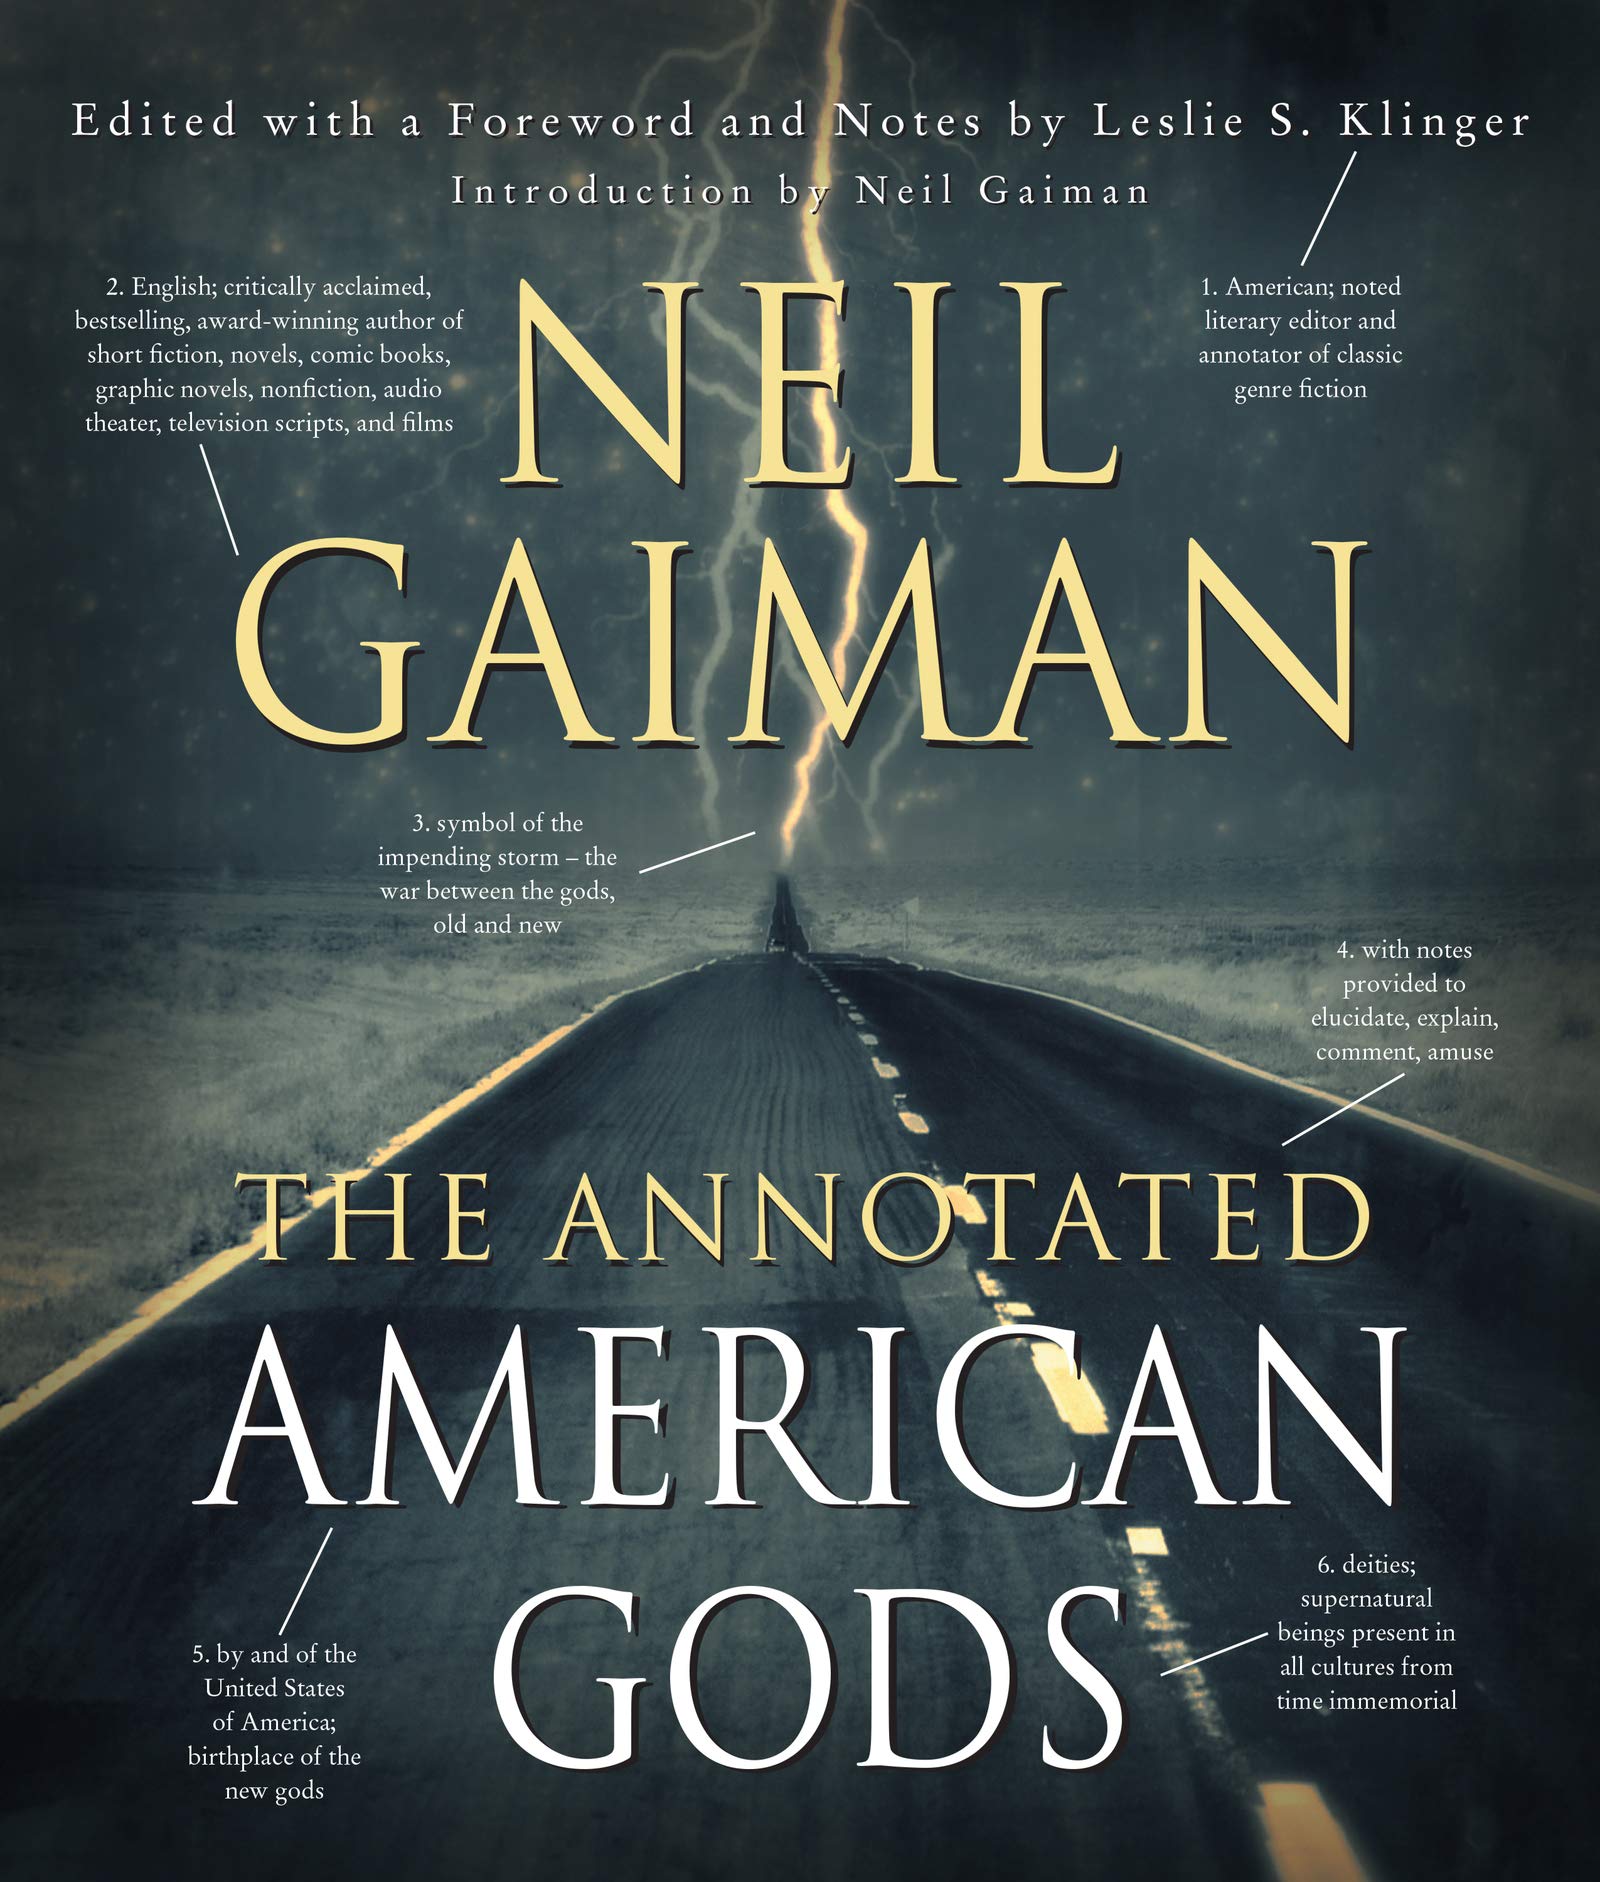 Edited with a Foreword and Notes by Leslie S. Klinger
Introduction by Neil Gaiman
1. American; noted
literary editor and
annotator of classic
genre fiction
2. English; critically acclaimed,
bestselling, award-winning author of
short fiction, novels, comic books,
graphic novels, nonfiction, audio
theater, television scripts, and films
NEIL
GAIMAN
3. symbol of the
impending storm – the
war between the gods,
old and new
4. with notes
provided to
elucidate, explain,
comment, amuse
THE ANNOTATED
AMERICAN
GODS
5. by and of the
United States
of America;
birthplace of the
new gods
6. deities;
supernatural
beings present in
all cultures from
time immemorial